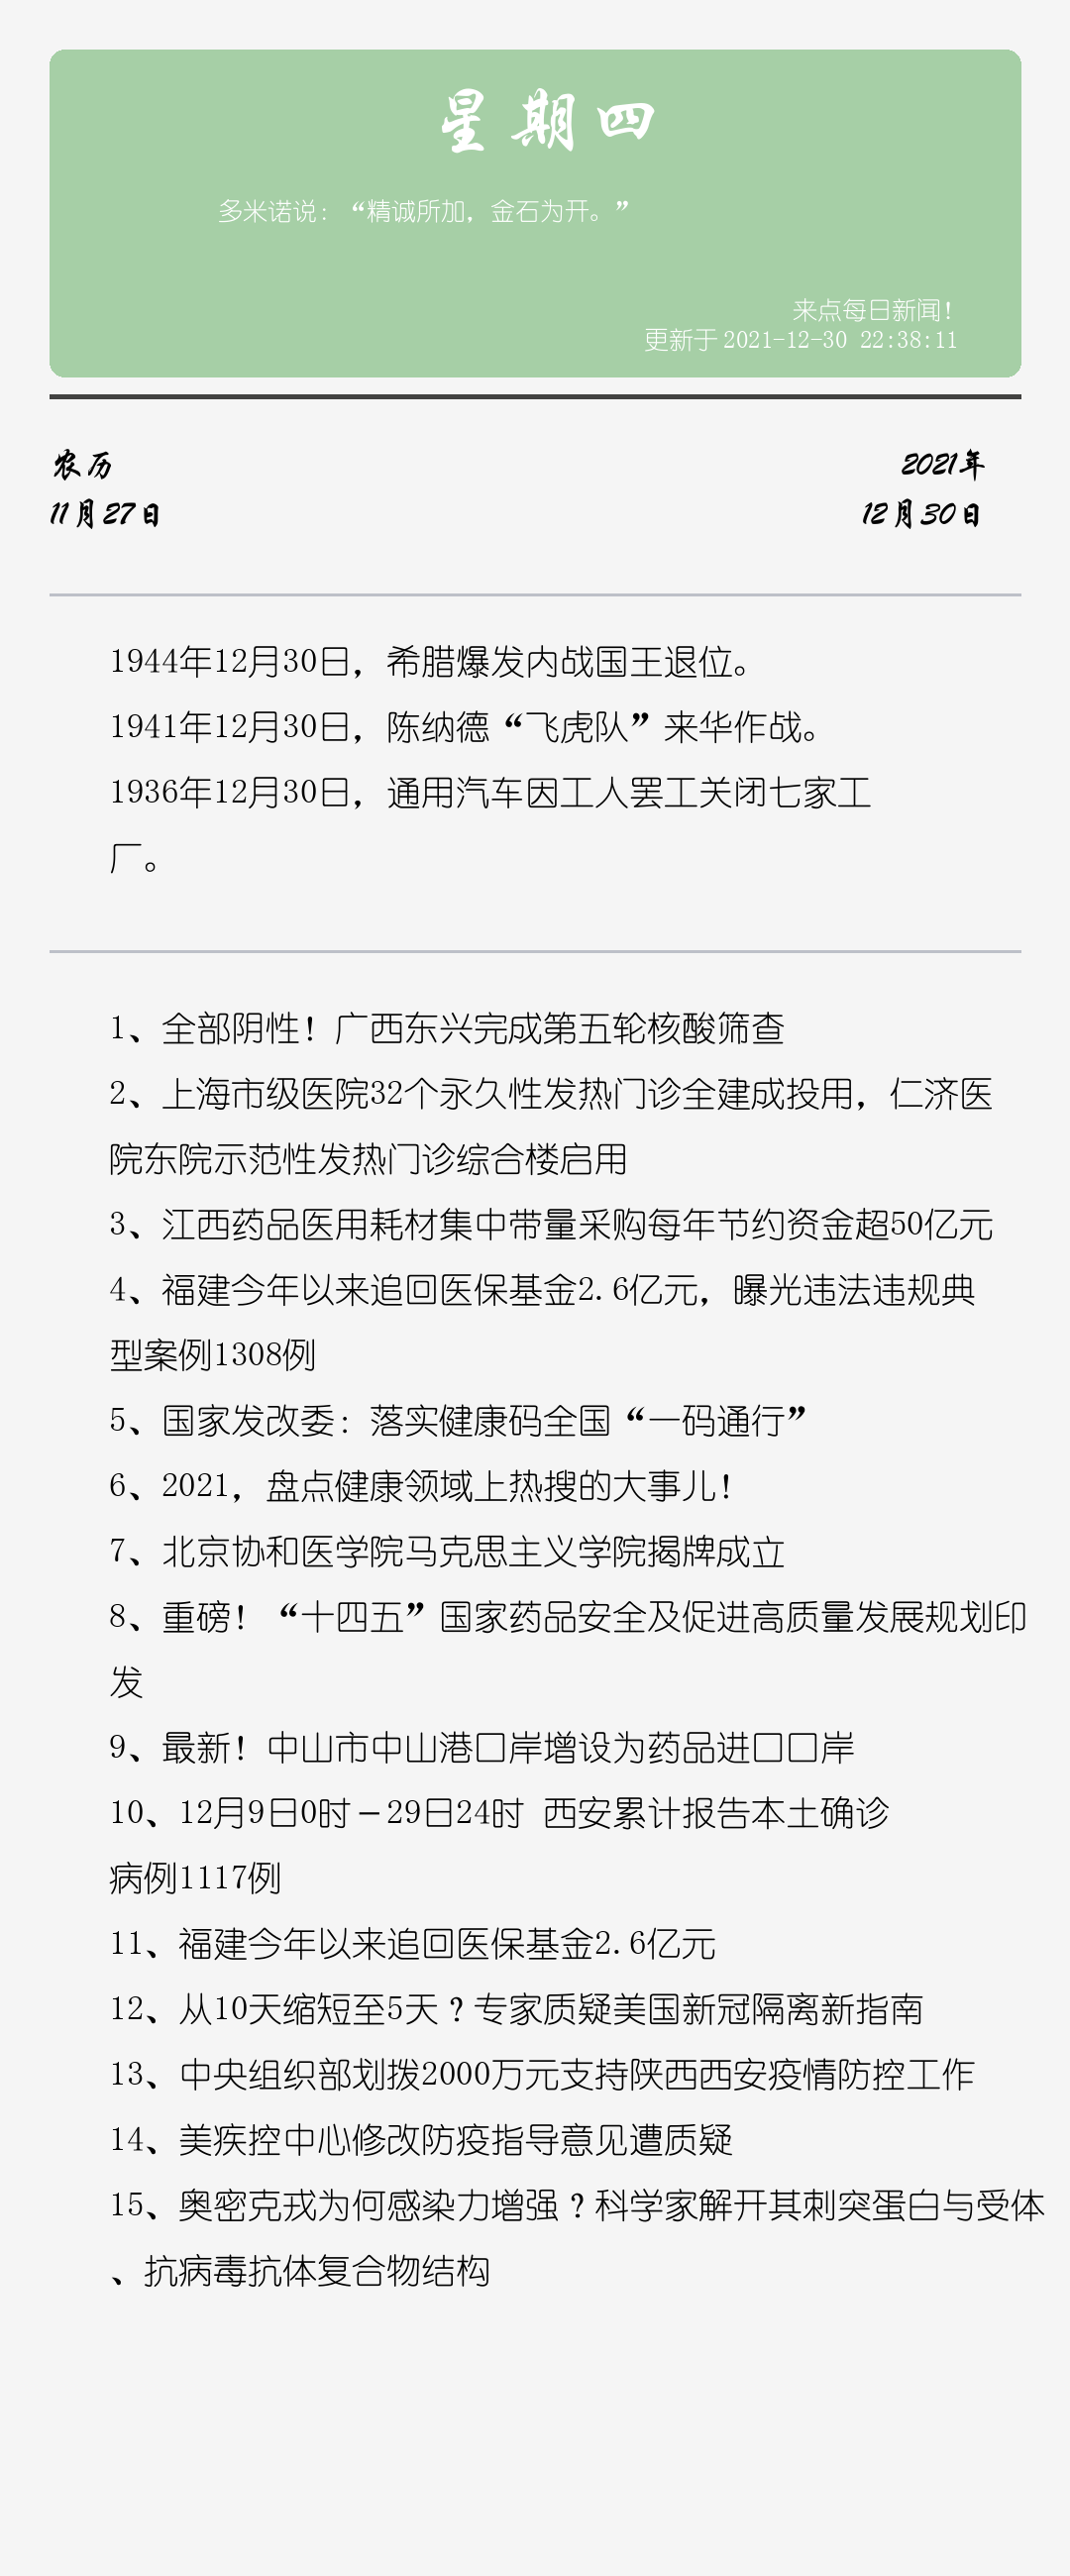 星期四
多米诺说：“精诚所加，金石为开。”
来点每日新闻！
更新于 2021-12-30 22:38:11
农历
2021年
11月27日
12月30日
1944年12月30日，希腊爆发内战国王退位。
1941年12月30日，陈纳德“飞虎队”来华作战。
1936年12月30日，通用汽车因工人罢工关闭七家工
厂。
1、全部阴性！广西东兴完成第五轮核酸筛查
2、上海市级医院32个永久性发热门诊全建成投用，仁济医
院东院示范性发热门诊综合楼启用
3、江西药品医用耗材集中带量采购每年节约资金超50亿元
4、福建今年以来追回医保基金2.6亿元，曝光违法违规典
型案例1308例
5、国家发改委：落实健康码全国“一码通行”
6、2021，盘点健康领域上热搜的大事儿！
7、北京协和医学院马克思主义学院揭牌成立
8、重磅！“十四五”国家药品安全及促进高质量发展规划印
发
9、最新！中山市中山港口岸增设为药品进口口岸
10、12月9日0时－29日24时 西安累计报告本土确诊
病例1117例
11、福建今年以来追回医保基金2.6亿元
12、从10天缩短至5天？专家质疑美国新冠隔离新指南
13、中央组织部划拨2000万元支持陕西西安疫情防控工作
14、美疾控中心修改防疫指导意见遭质疑
15、奥密克戎为何感染力增强？科学家解开其刺突蛋白与受体
、抗病毒抗体复合物结构